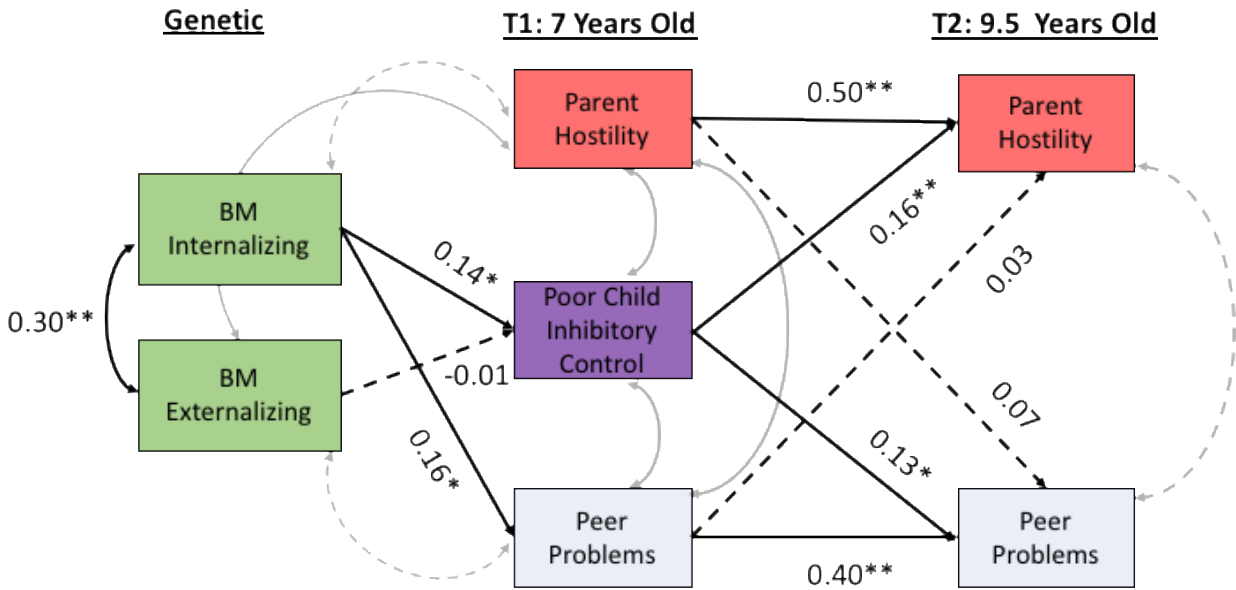 Genetic
T1: 7 Years Old
T2: 9.5 Years Old
Parent
Hostility
0.50**
Parent
Hostility
BM
Internalizing
0.16**
0.14*
0.03
0.30**
Poor Child
Inhibitory
Control
BM
Externalizing
-0.01
0.07
0.16*
0.13*
Peer
Problems
Peer
Problems
0.40**